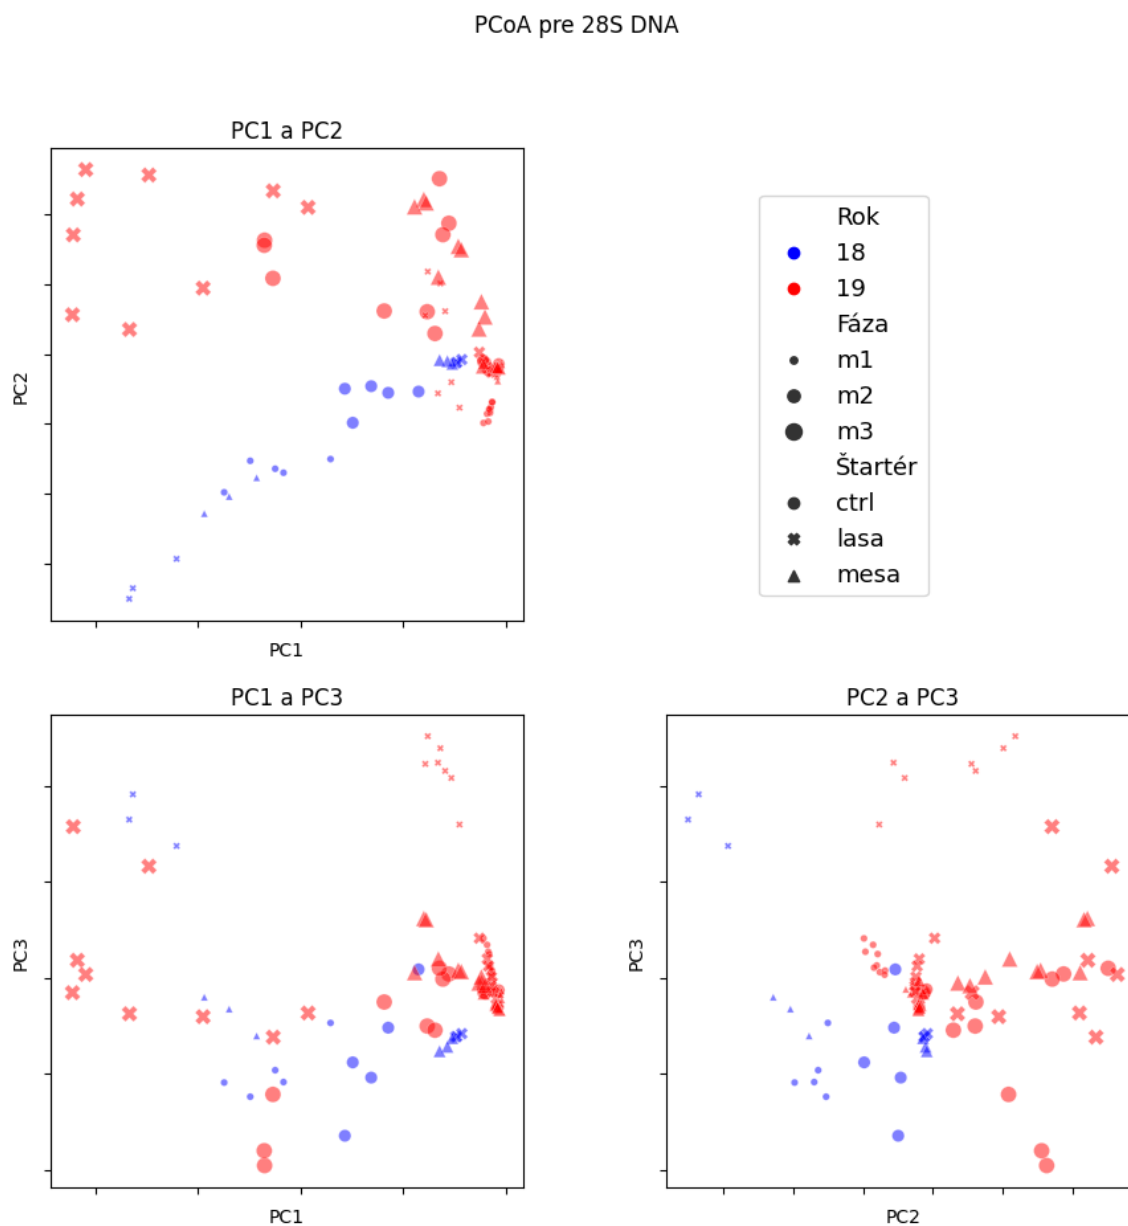 PCoA pre 28S DNA
PC1 a PC2
PC2
PC1
Rok
18
19
Fáza
m1
m2
m3
Štartér
ctrl
lasa
mesa
PC1 a PC3
PC3
PC1
PC2 a PC3
PC3
PC2